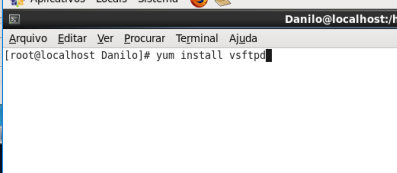 Aplicativos Locais Sistema
Danilo@localhost:/h
Arquivo Editar Ver Procurar Terminal Ajuda
[root@localhost Danilo]# yum install vsftpd